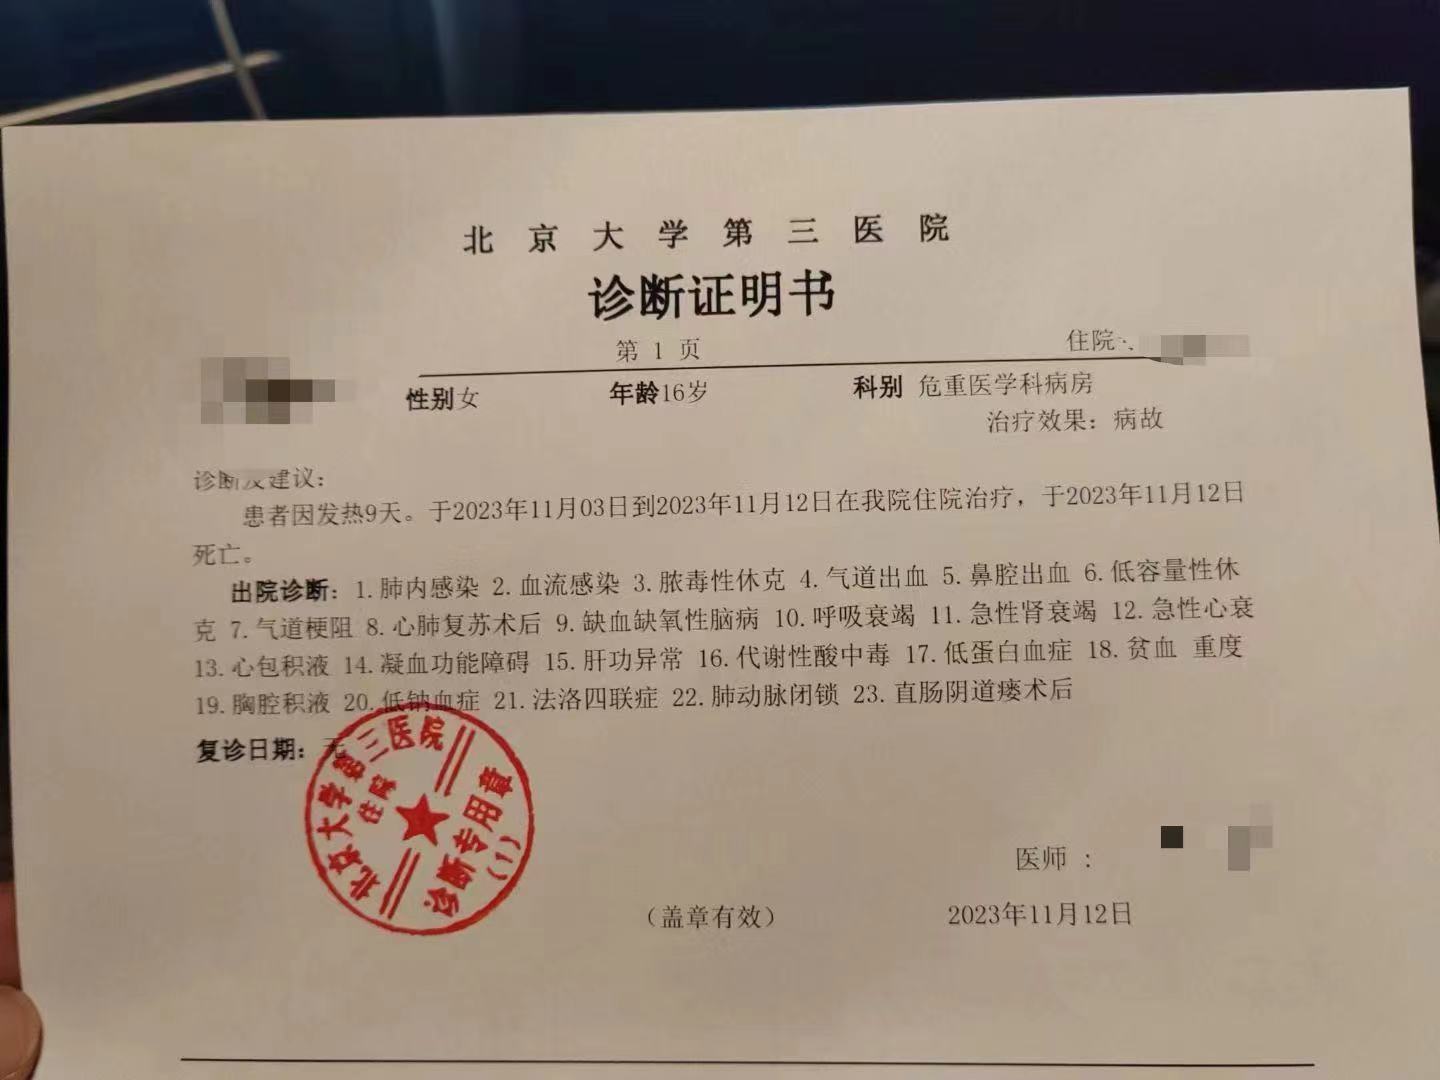 北京大学第三医院
诊断证明书
第 1 页
住院
性别女 年龄16岁 科别 危重医学科病房
治疗效果：病故
诊断及建议：
患者因发热9天。于2023年11月03日到2023年11月12日在我院住院治疗，于2023年11月12日
死亡。
出院诊断：1.肺内感染 2.血流感染 3.脓毒性休克 4.气道出血 5.鼻腔出血 6.低容量性休
克 7.气道梗阻 8.心肺复苏术后 9.缺血缺氧性脑病 10.呼吸衰竭 11.急性肾衰竭 12.急性心衰
13.心包积液 14.凝血功能障碍 15.肝功异常 16.代谢性酸中毒 17.低蛋白血症 18.贫血 重度
19.胸腔积液 20.低钠血症 21.法洛四联症 22.肺动脉闭锁 23.直肠阴道瘘术后
复诊日期：无
北京大学第三医院
住院
诊断专用章
(1)
医师 ：
（盖章有效） 2023年11月12日